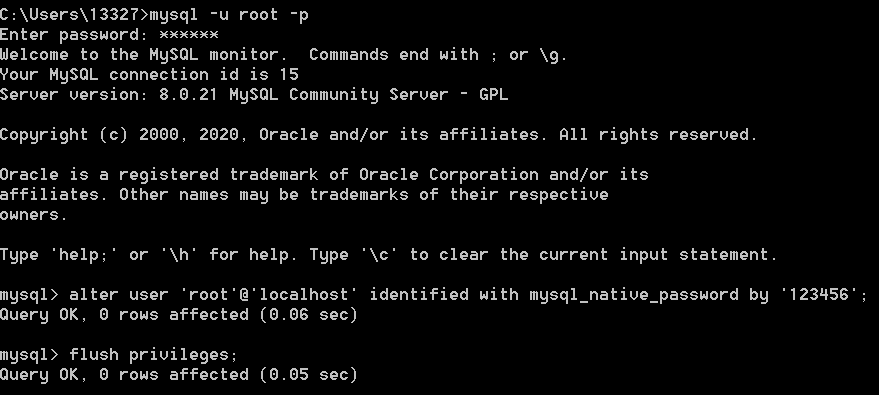 C:\Users\13327>mysql -u root -p
Enter password: ******
Welcome to the MySQL monitor.  Commands end with ; or \g.
Your MySQL connection id is 15
Server version: 8.0.21 MySQL Community Server - GPL
Copyright (c) 2000, 2020, Oracle and/or its affiliates. All rights reserved.
Oracle is a registered trademark of Oracle Corporation and/or its
affiliates. Other names may be trademarks of their respective
owners.
Type 'help;' or '\h' for help. Type '\c' to clear the current input statement.
mysql> alter user 'root'@'localhost' identified with mysql_native_password by '123456';
Query OK, 0 rows affected (0.06 sec)
mysql> flush privileges;
Query OK, 0 rows affected (0.05 sec)